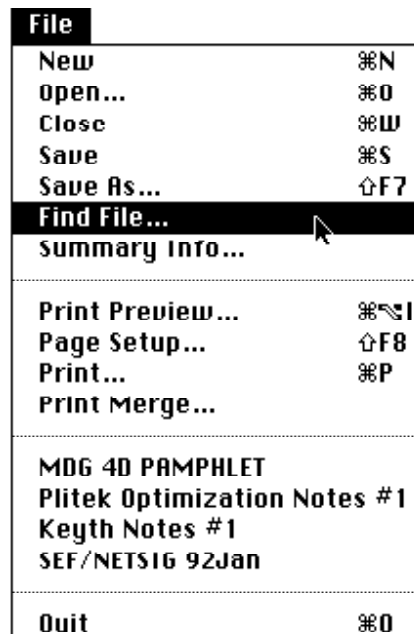 File
New ⌘N
Open... ⌘O
Close ⌘W
Save ⌘S
Save As... ⇧F7
Find File...
Summary Info...
Print Preview... ⌘⌥I
Page Setup... ⇧F8
Print... ⌘P
Print Merge...
MDG 4D PAMPHLET
Plitek Optimization Notes #1
Keyth Notes #1
SEF/NETSIG 92Jan
Quit ⌘Q